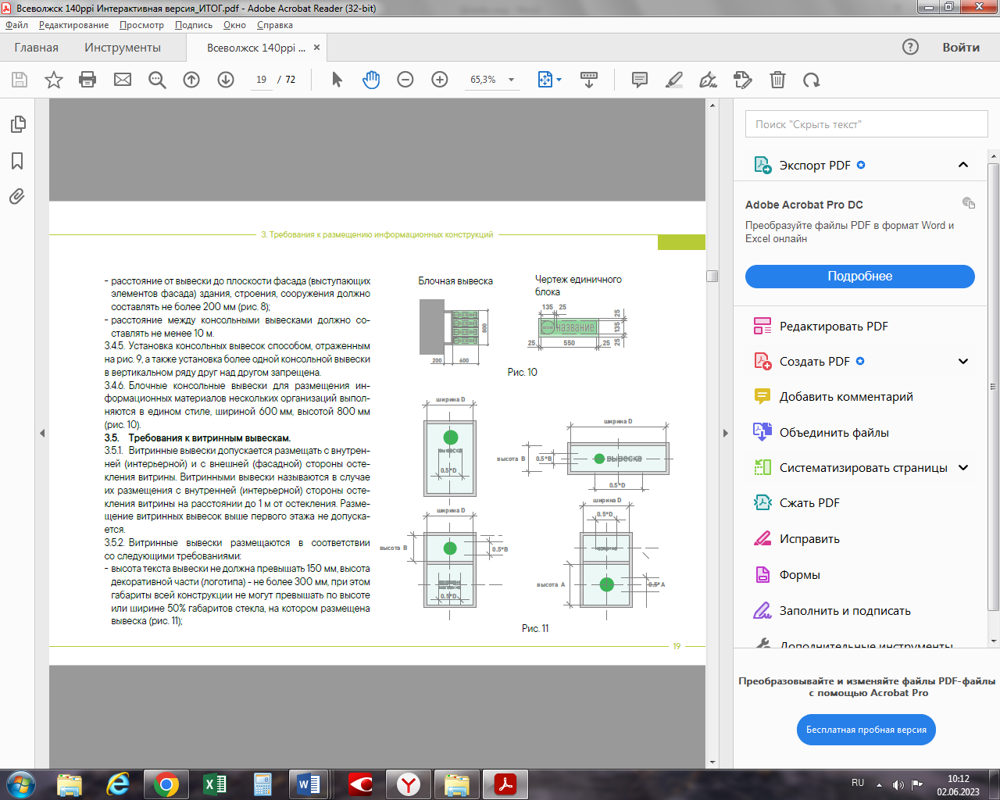 Всеволжск 140ppi Интерактивная версия_ИТОГ.pdf - Adobe Acrobat Reader (32-bit)
Файл Редактирование Просмотр Подпись Окно Справка
Главная Инструменты Всеволжск 140ppi ... × Войти
19 / 72 65,3%
Поиск "Скрыть текст"
Экспорт PDF
Adobe Acrobat Pro DC
Преобразуйте файлы PDF в формат Word и
Excel онлайн
Подробнее
Редактировать PDF
Создать PDF
Добавить комментарий
Объединить файлы
Систематизировать страницы
Сжать PDF
Исправить
Формы
Заполнить и подписать
Дополнительные инструменты
Преобразовывайте и изменяйте файлы PDF-файлы
с помощью Acrobat Pro
Бесплатная пробная версия
3. Требования к размещению информационных конструкций
- расстояние от вывески до плоскости фасада (выступающих
элементов фасада) здания, строения, сооружения должно
составлять не более 200 мм (рис. 8);
- расстояние между консольными вывесками должно со-
ставлять не менее 10 м.
3.4.5. Установка консольных вывесок способом, отраженным
на рис. 9, а также установка более одной консольной вывески
в вертикальном ряду друг над другом запрещена.
3.4.6. Блочные консольные вывески для размещения ин-
формационных материалов нескольких организаций выпол-
няются в едином стиле, шириной 600 мм, высотой 800 мм
(рис. 10).
3.5. Требования к витринным вывескам.
3.5.1. Витринные вывески допускается размещать с внутрен-
ней (интерьерной) и с внешней (фасадной) стороны осте-
кления витрины. Витринными вывески называются в случае
их размещения с внутренней (интерьерной) стороны осте-
кления витрины на расстоянии до 1 м от остекления. Разме-
щение витринных вывесок выше первого этажа не допуска-
ется.
3.5.2. Витринные вывески размещаются в соответствии
со следующими требованиями:
- высота текста вывески не должна превышать 150 мм, высота
декоративной части (логотипа) - не более 300 мм, при этом
габариты всей конструкции не могут превышать по высоте
или ширине 50% габаритов стекла, на котором размещена
вывеска (рис. 11);
Блочная вывеска
800
200 600
Чертеж единичного
блока
135 25
название
25
135
25
25 550 25
Рис. 10
ширина D
вывеска
0.5*D
ширина D
высота В 0.5*В
вывеска
0.5*D
ширина D
высота В
0.5*В
0.5*D
ширина D
0.5*D
название
высота А
0.5*А
Рис. 11
19
RU
10:12
02.06.2023